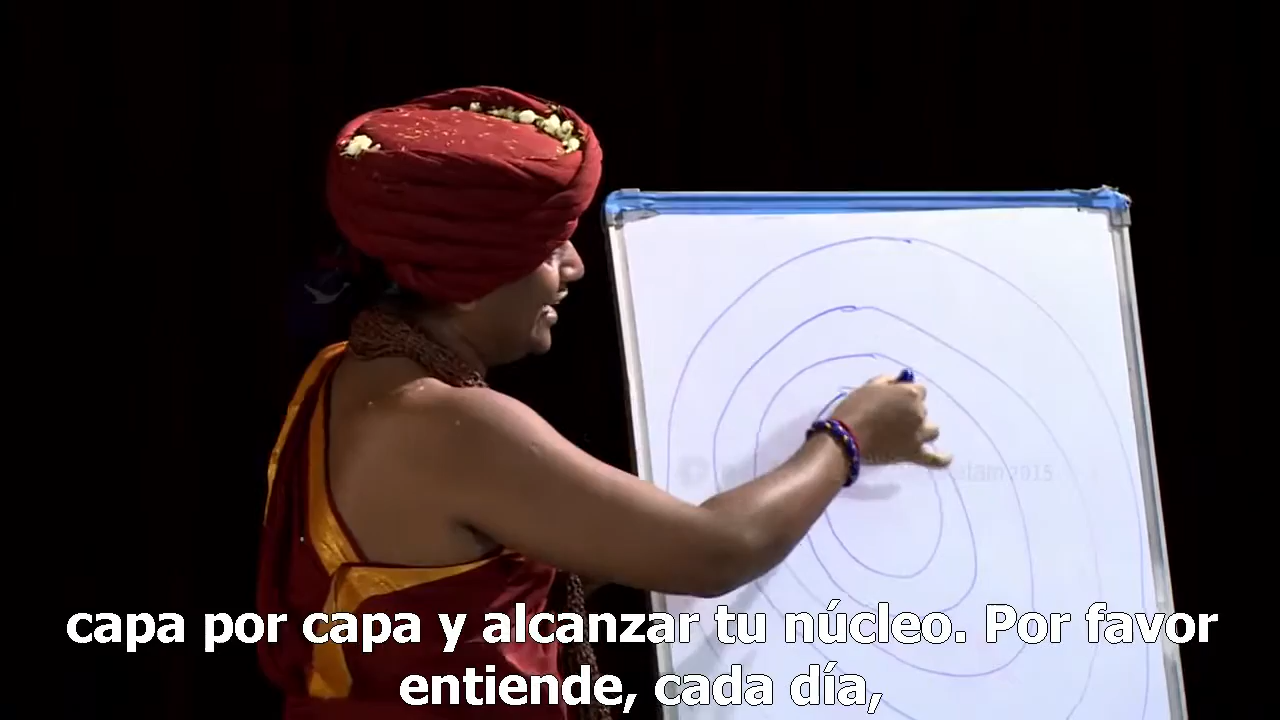 capa por capa y alcanzar tu núcleo. Por favor
entiende, cada día,